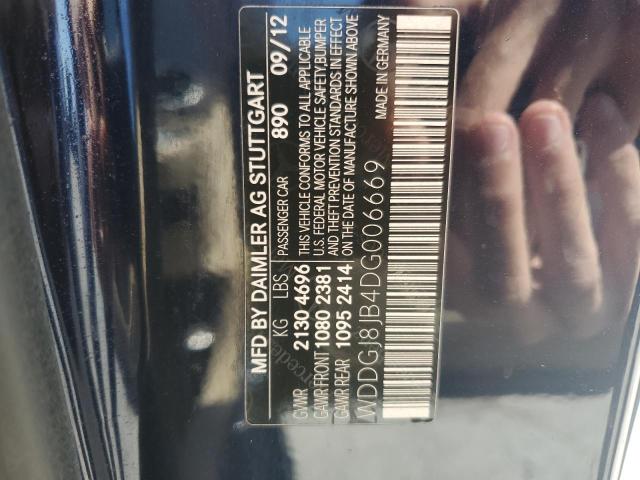 MFD BY DAIMLER AG STUTTGART
KG LBS PASSENGER CAR 890 09/12
GVWR 2130 4696 THIS VEHICLE CONFORMS TO ALL APPLICABLE
GAWR FRONT 1080 2381 U.S. FEDERAL MOTOR VEHICLE SAFETY, BUMPER
AND THEFT PREVENTION STANDARDS IN EFFECT
GAWR REAR 1095 2414 ON THE DATE OF MANUFACTURE SHOWN ABOVE
WDDGJ8JB4DG006669 MADE IN GERMANY